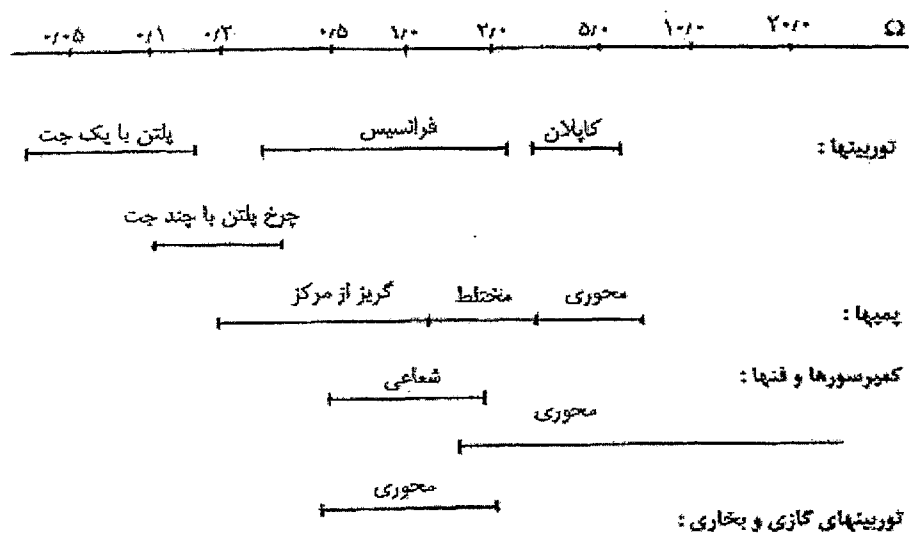 ۰/۰۵ ۰/۱ ۰/۲ ۰/۵ ۱/۰ ۲/۰ ۵/۰ ۱۰/۰ ۲۰/۰ Ω
توربینها : پلتن با یک جت فرانسیس کاپلان
چرخ پلتن با چند جت
پمپها : گریز از مرکز مختلط محوری
کمپرسورها و فنها : شعاعی
محوری
توربینهای گازی و بخاری : محوری